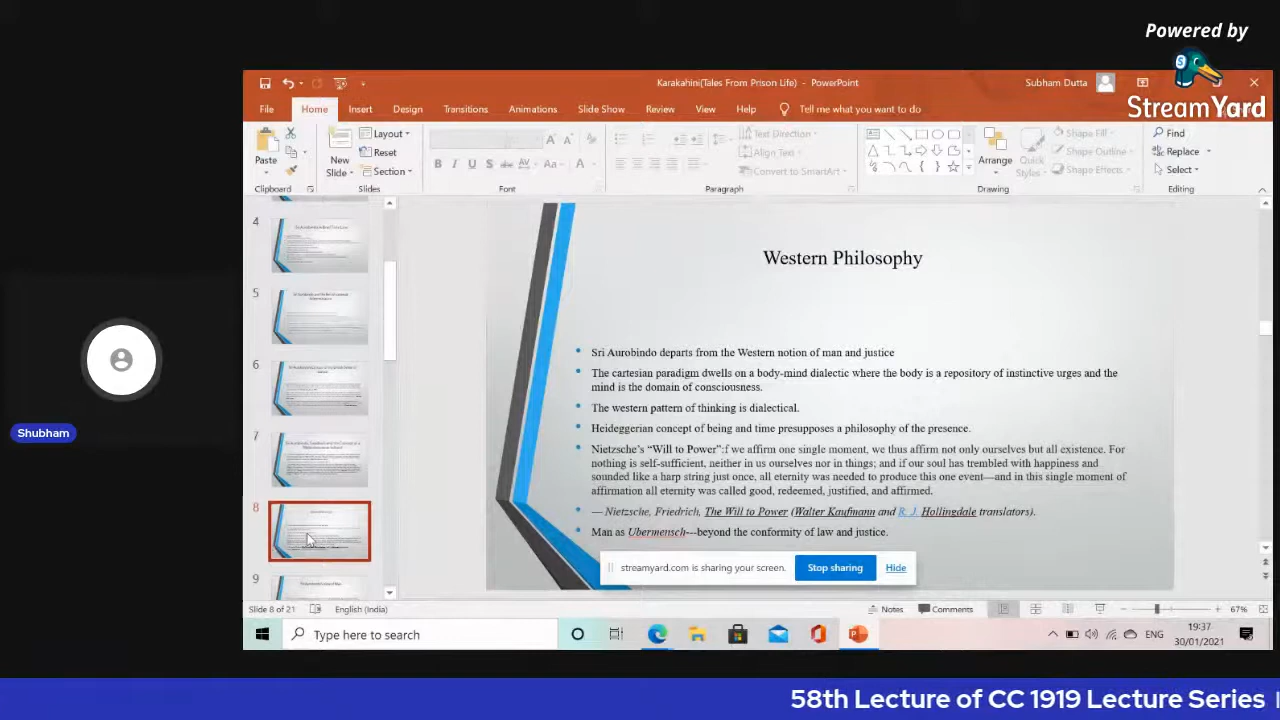 Powered by
StreamYard
Karakahini(Tales From Prison Life) - PowerPoint
Subham Dutta
File Home Insert Design Transitions Animations Slide Show Review View Help Tell me what you want to do
Paste
Clipboard
New
Slide
Layout
Reset
Section
Slides
B I U S abc AV Aa A
Font
Text Direction
Align Text
Convert to SmartArt
Paragraph
Arrange
Quick
Styles
Shape Fill
Shape Outline
Shape Effects
Drawing
Find
Replace
Select
Editing
4
5
6
7
8
9
Western Philosophy
Sri Aurobindo departs from the Western notion of man and justice
The cartesian paradigm dwells on a body-mind dialectic where the body is a repository of instinctive urges and the
mind is the domain of consciousness.
The western pattern of thinking is dialectical.
Heideggerian concept of being and time presupposes a philosophy of the presence.
Nietzsche's “Will to Power” if we affirm one single moment, we thus affirm not only ourselves but all existence. For
nothing is self-sufficient, neither in us ourselves nor in things; and if our soul has trembled with happiness and
sounded like a harp string just once, all eternity was needed to produce this one event—and in this single moment of
affirmation all eternity was called good, redeemed, justified, and affirmed.
— Nietzsche, Friedrich, The Will to Power (Walter Kaufmann and R. J. Hollingdale translators).
Man as Ubermensch---beyond the conformity of law and justice.
streamyard.com is sharing your screen.
Stop sharing
Hide
Shubham
Slide 8 of 21
English (India)
Notes
Comments
67%
Type here to search
ENG
19:37
30/01/2021
58th Lecture of CC 1919 Lecture Series